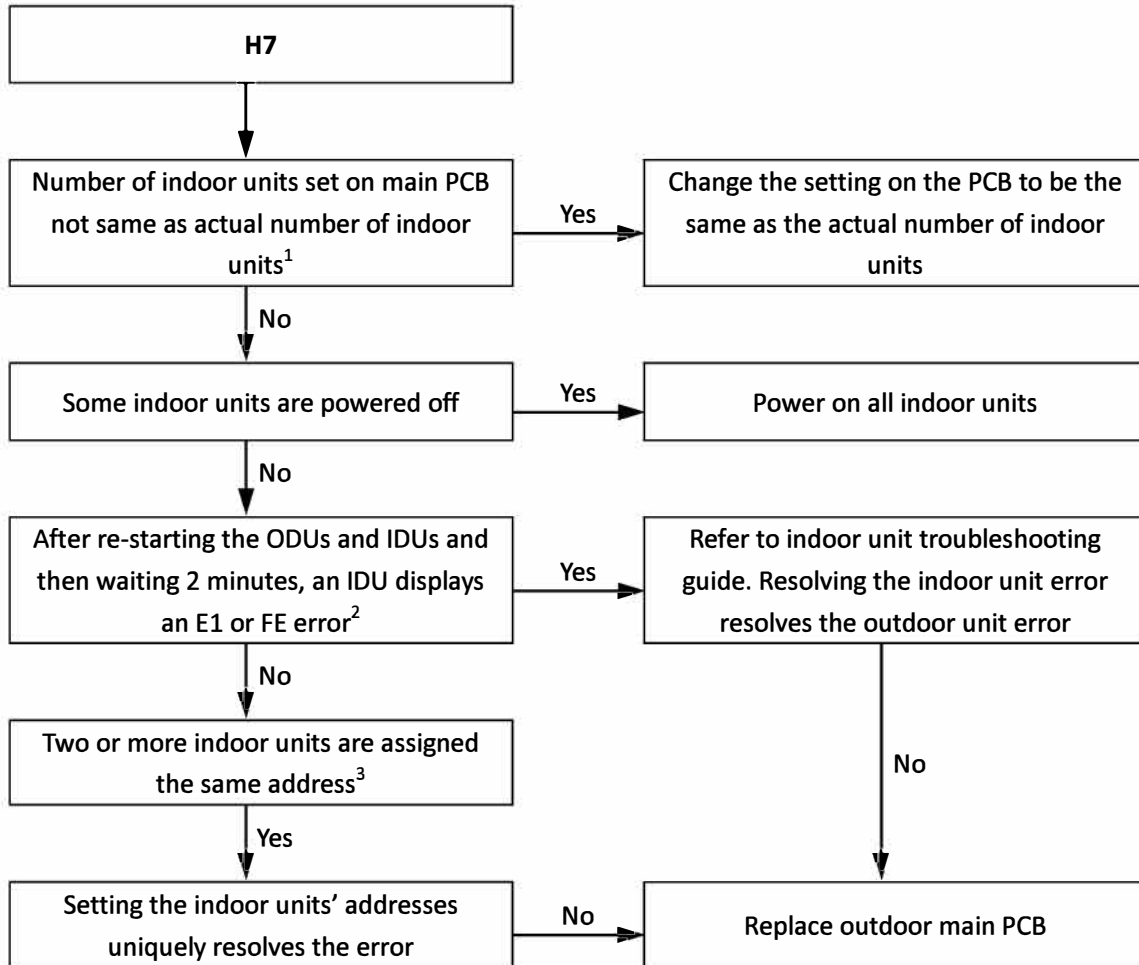 H7
Number of indoor units set on main PCB
not same as actual number of indoor
units1
Yes
Change the setting on the PCB to be the
same as the actual number of indoor
units
No
Some indoor units are powered off
Yes
Power on all indoor units
No
After re-starting the ODUs and IDUs and
then waiting 2 minutes, an IDU displays
an E1 or FE error2
Yes
Refer to indoor unit troubleshooting
guide. Resolving the indoor unit error
resolves the outdoor unit error
No
Two or more indoor units are assigned
the same address3
No
Yes
Setting the indoor units’ addresses
uniquely resolves the error
No
Replace outdoor main PCB